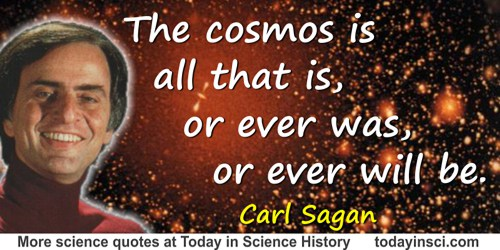 The cosmos is
all that is,
or ever was,
or ever will be.
Carl Sagan
More science quotes at Today in Science History todayinsci.com